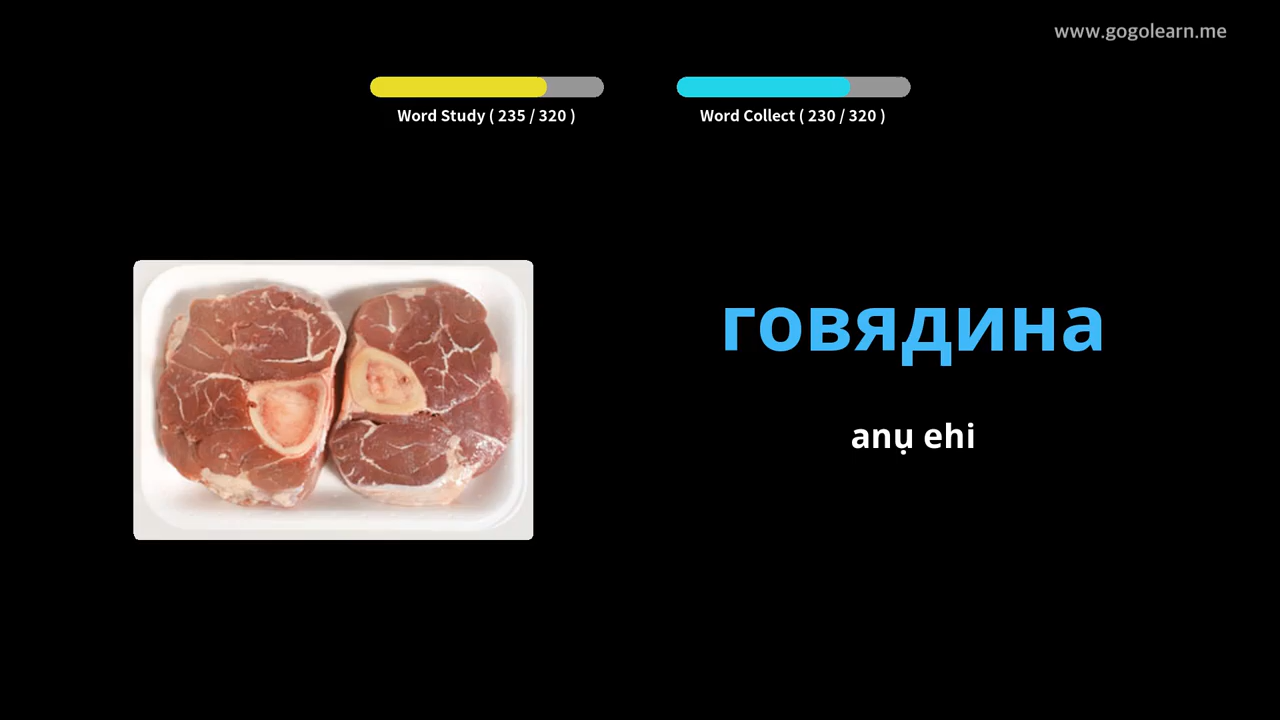 www.gogolearn.me
Word Study ( 235 / 320 )
Word Collect ( 230 / 320 )
говядина
anụ ehi